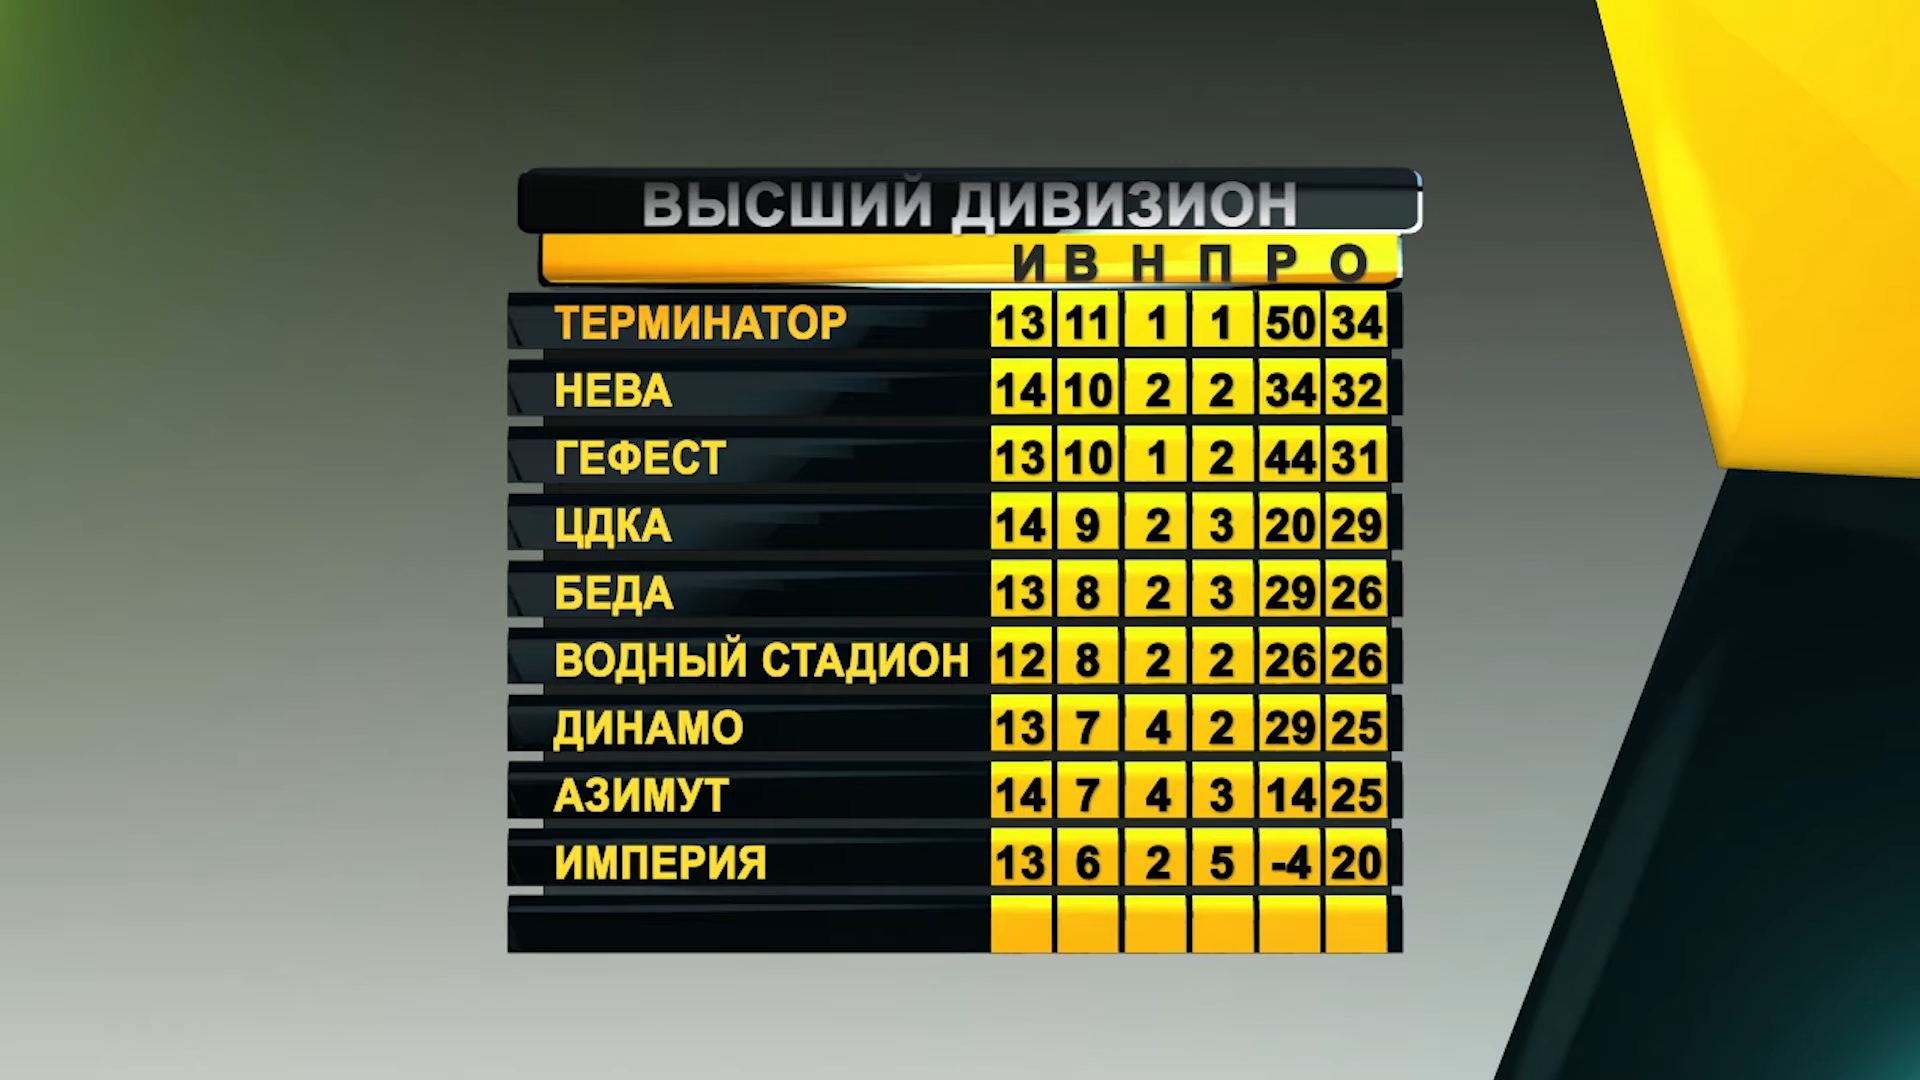 ВЫСШИЙ ДИВИЗИОН
И В Н П Р О
ТЕРМИНАТОР 13 11 1 1 50 34
НЕВА 14 10 2 2 34 32
ГЕФЕСТ 13 10 1 2 44 31
ЦДКА 14 9 2 3 20 29
БЕДА 13 8 2 3 29 26
ВОДНЫЙ СТАДИОН 12 8 2 2 26 26
ДИНАМО 13 7 4 2 29 25
АЗИМУТ 14 7 4 3 14 25
ИМПЕРИЯ 13 6 2 5 -4 20